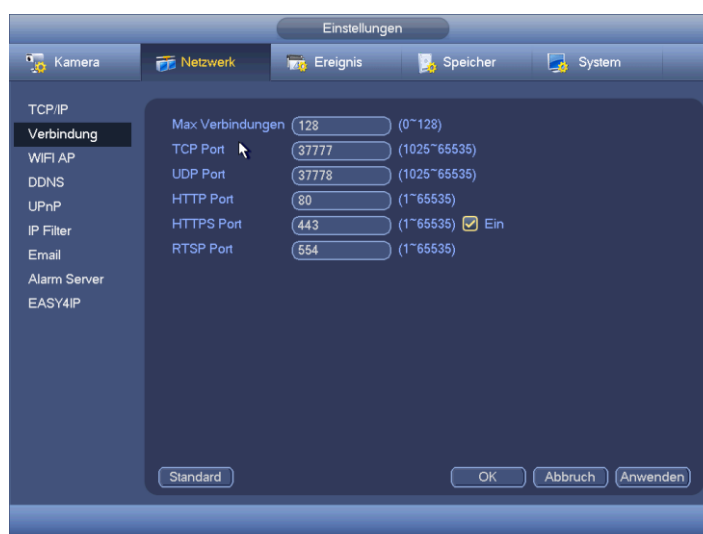 Einstellungen
Kamera Netzwerk Ereignis Speicher System
TCP/IP
Verbindung
WIFI AP
DDNS
UPnP
IP Filter
Email
Alarm Server
EASY4IP
Max Verbindungen 128 (0~128)
TCP Port 37777 (1025~65535)
UDP Port 37778 (1025~65535)
HTTP Port 80 (1~65535)
HTTPS Port 443 (1~65535) Ein
RTSP Port 554 (1~65535)
Standard OK Abbruch Anwenden